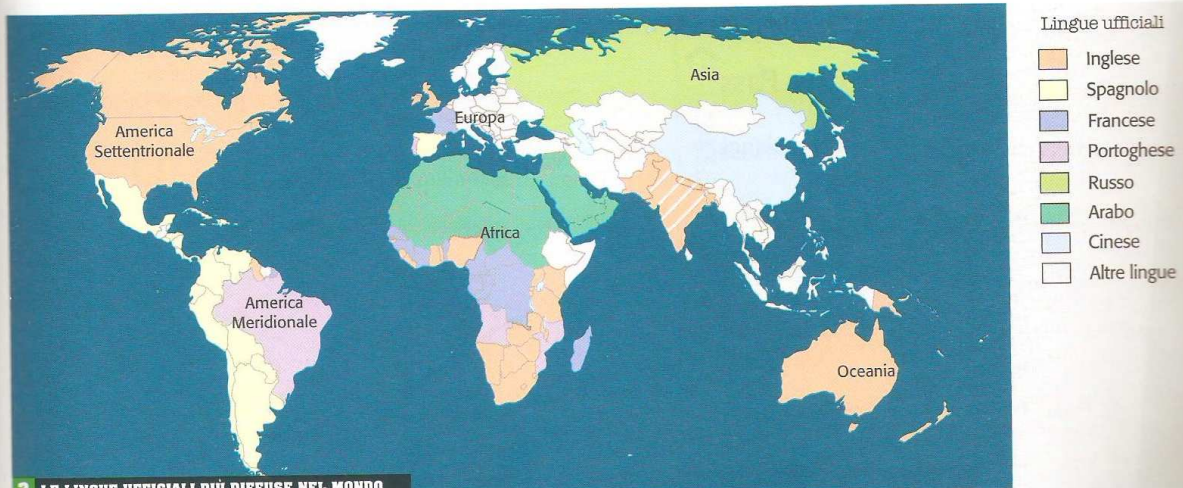 America
Settentrionale
Europa
Asia
Africa
America
Meridionale
Oceania
Lingue ufficiali
Inglese
Spagnolo
Francese
Portoghese
Russo
Arabo
Cinese
Altre lingue
2 LE LINGUE UFFICIALI PIÙ DIFFUSE NEL MONDO